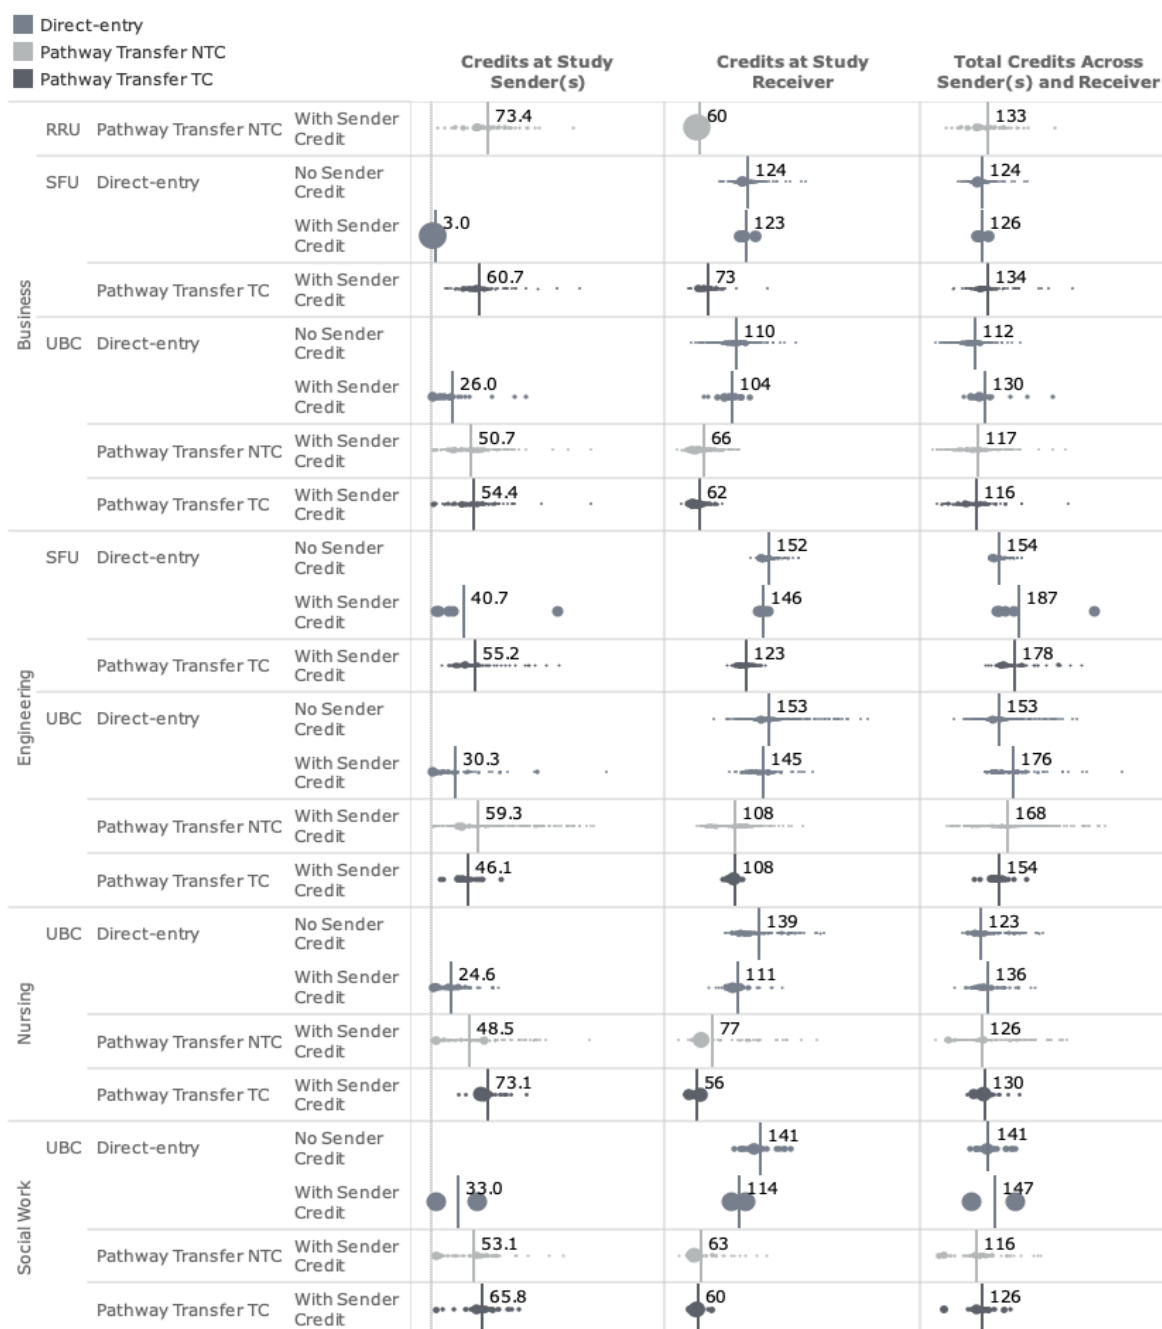 Direct-entry
Pathway Transfer NTC
Pathway Transfer TC
Credits at Study
Sender(s)
Credits at Study
Receiver
Total Credits Across
Sender(s) and Receiver
Business
RRU Pathway Transfer NTC With Sender
Credit
73.4 60 133
SFU Direct-entry No Sender
Credit
124 124
With Sender
Credit
3.0 123 126
Pathway Transfer TC With Sender
Credit
60.7 73 134
UBC Direct-entry No Sender
Credit
110 112
With Sender
Credit
26.0 104 130
Pathway Transfer NTC With Sender
Credit
50.7 66 117
Pathway Transfer TC With Sender
Credit
54.4 62 116
Engineering
SFU Direct-entry No Sender
Credit
152 154
With Sender
Credit
40.7 146 187
Pathway Transfer TC With Sender
Credit
55.2 123 178
UBC Direct-entry No Sender
Credit
153 153
With Sender
Credit
30.3 145 176
Pathway Transfer NTC With Sender
Credit
59.3 108 168
Pathway Transfer TC With Sender
Credit
46.1 108 154
Nursing
UBC Direct-entry No Sender
Credit
139 123
With Sender
Credit
24.6 111 136
Pathway Transfer NTC With Sender
Credit
48.5 77 126
Pathway Transfer TC With Sender
Credit
73.1 56 130
Social Work
UBC Direct-entry No Sender
Credit
141 141
With Sender
Credit
33.0 114 147
Pathway Transfer NTC With Sender
Credit
53.1 63 116
Pathway Transfer TC With Sender
Credit
65.8 60 126